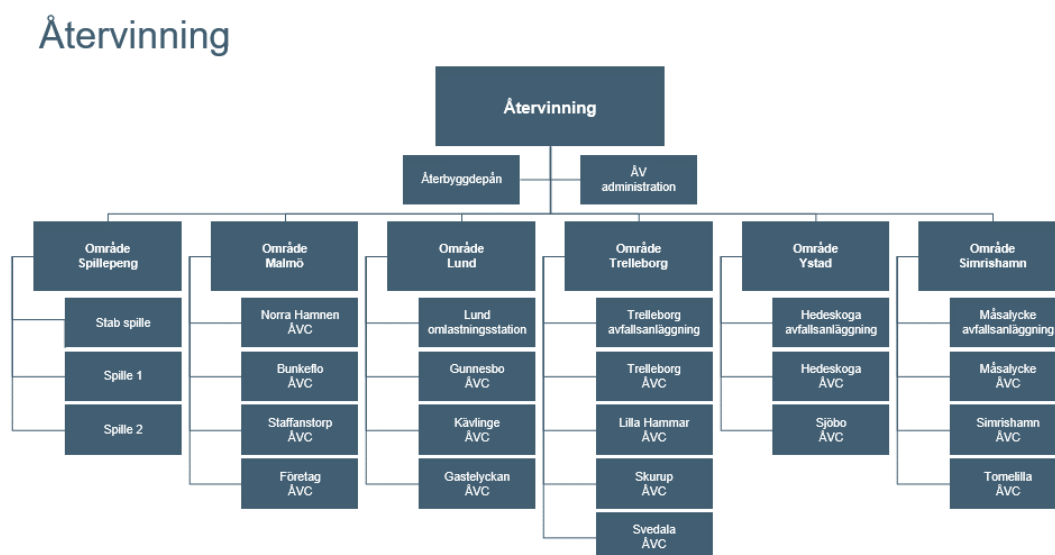 Återvinning
Återvinning
Återbyggdepån
ÅV
administration
Område
Spillepeng
Område
Malmö
Område
Lund
Område
Trelleborg
Område
Ystad
Område
Simrishamn
Stab spille
Norra Hamnen
ÅVC
Lund
omlastningsstation
Trelleborg
avfallsanläggning
Hedeskoga
avfallsanläggning
Måsalycke
avfallsanläggning
Spille 1
Bunkeflo
ÅVC
Gunnesbo
ÅVC
Trelleborg
ÅVC
Hedeskoga
ÅVC
Måsalycke
ÅVC
Spille 2
Staffanstorp
ÅVC
Kävlinge
ÅVC
Lilla Hammar
ÅVC
Sjöbo
ÅVC
Simrishamn
ÅVC
Företag
ÅVC
Gastelyckan
ÅVC
Skurup
ÅVC
Tomelilla
ÅVC
Svedala
ÅVC